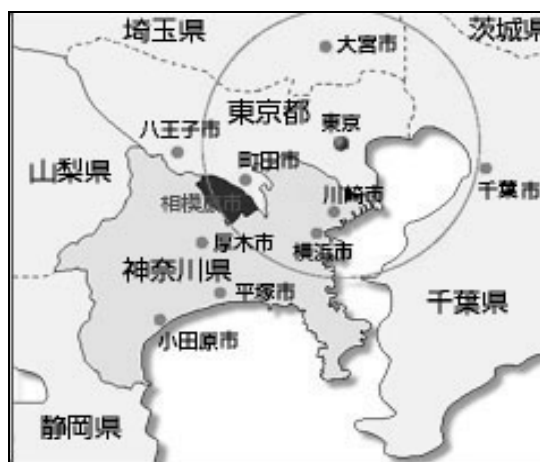 埼玉県
茨城県
大宮市
東京都
東京
八王子市
山梨県
町田市
千葉市
相模原市
川崎市
厚木市
横浜市
神奈川県
平塚市
千葉県
小田原市
静岡県